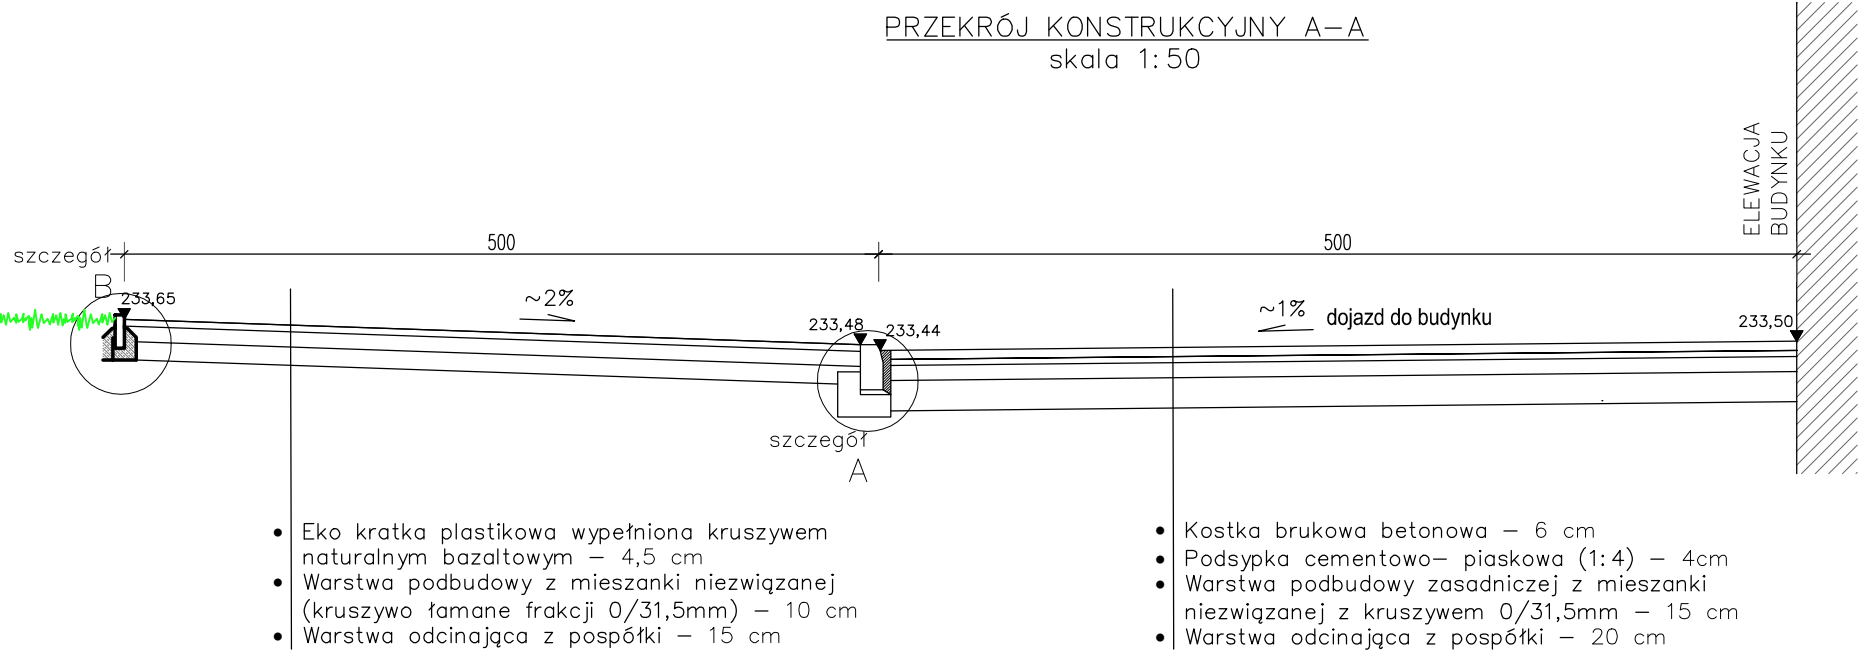 PRZEKRÓJ KONSTRUKCYJNY A-A
skala 1:50
ELEWACJA
BUDYNKU
500
500
szczegół
B
233,65
~2%
233,48
233,44
~1%
dojazd do budynku
233,50
szczegół
A
• Eko kratka plastikowa wypełniona kruszywem
naturalnym bazaltowym – 4,5 cm
• Warstwa podbudowy z mieszanki niezwiązanej
(kruszywo łamane frakcji 0/31,5mm) – 10 cm
• Warstwa odcinająca z pospółki – 15 cm
• Kostka brukowa betonowa – 6 cm
• Podsypka cementowo– piaskowa (1:4) – 4cm
• Warstwa podbudowy zasadniczej z mieszanki
niezwiązanej z kruszywem 0/31,5mm – 15 cm
• Warstwa odcinająca z pospółki – 20 cm